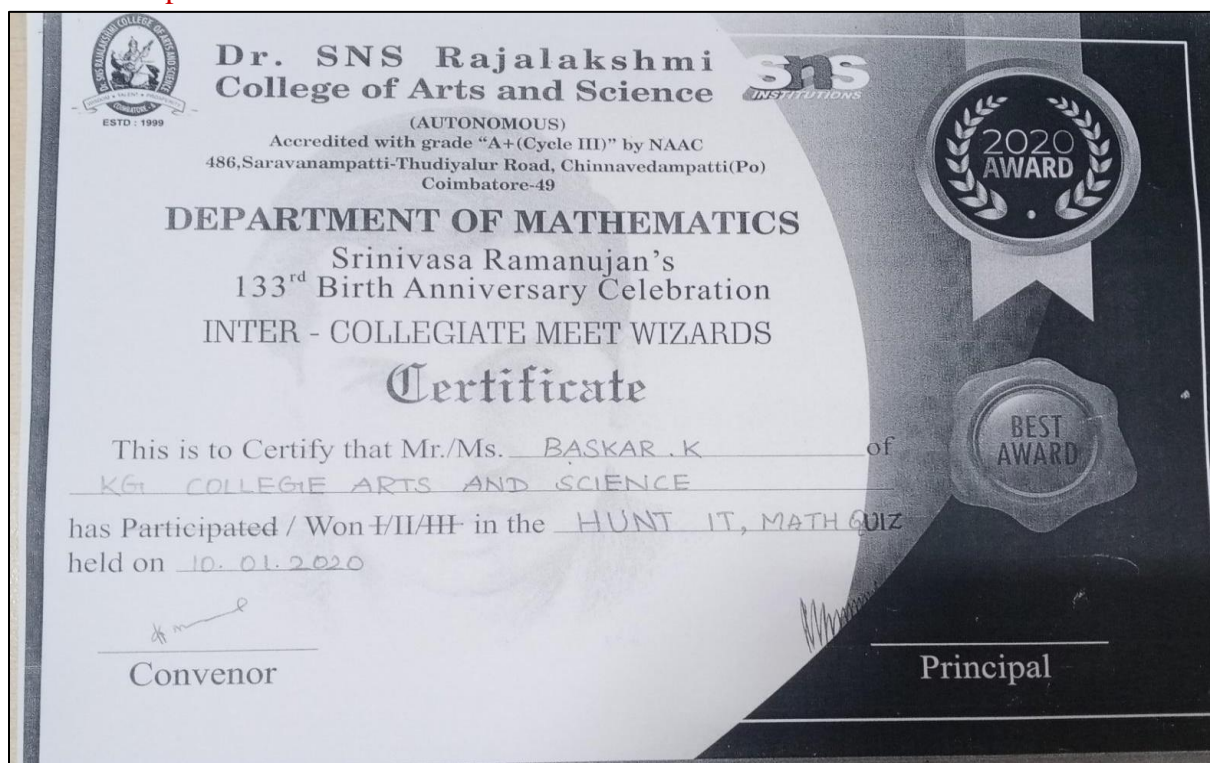 Dr. SNS Rajalakshmi
College of Arts and Science
SNS
INSTITUTIONS
ESTD : 1999
(AUTONOMOUS)
Accredited with grade “A+(Cycle III)” by NAAC
486,Saravanampatti-Thudiyalur Road, Chinnavedampatti(Po)
Coimbatore-49
2020
AWARD
DEPARTMENT OF MATHEMATICS
Srinivasa Ramanujan’s
133rd Birth Anniversary Celebration
INTER - COLLEGIATE MEET WIZARDS
Certificate
BEST
AWARD
This is to Certify that Mr./Ms. BASKAR . K of
KG COLLEGE ARTS AND SCIENCE
has Participated / Won I/II/III in the HUNT IT, MATH QUIZ
held on 10. 01. 2020
Convenor
Principal